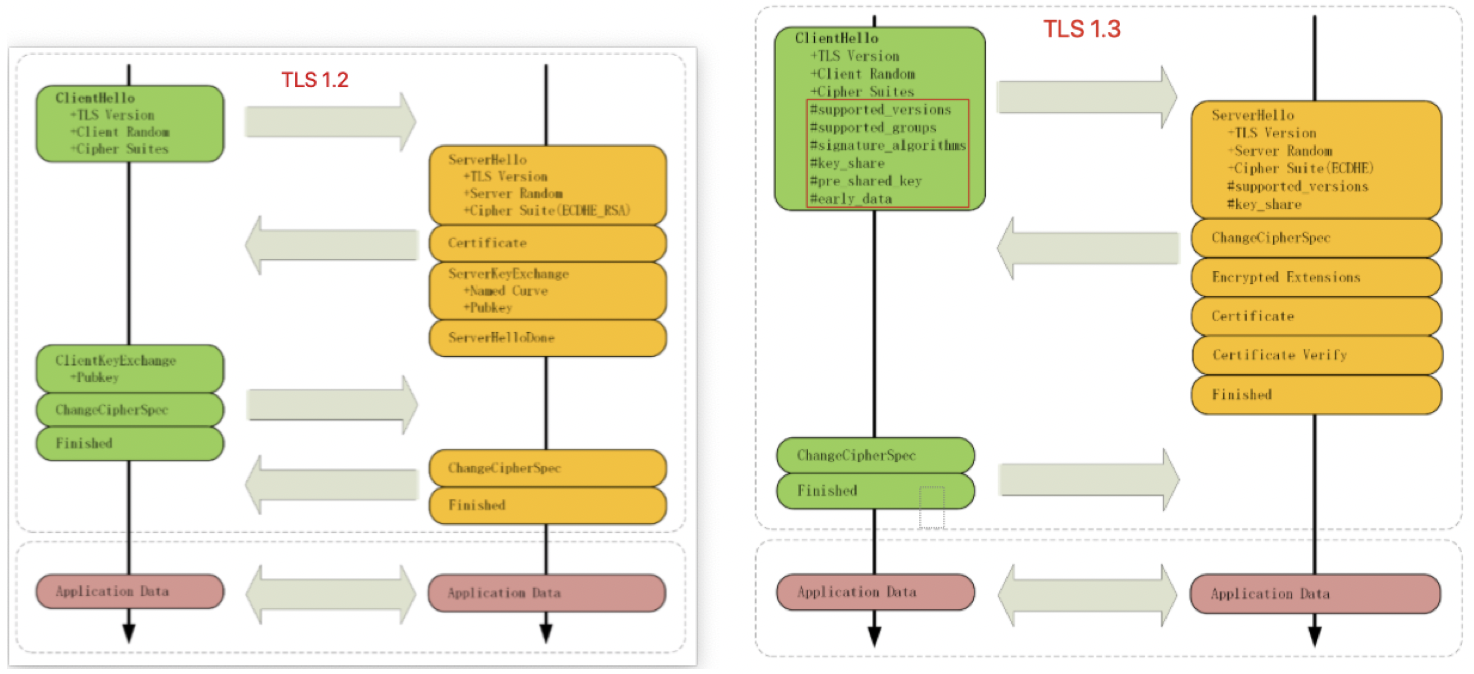 TLS 1.2
ClientHello
+TLS Version
+Client Random
+Cipher Suites
ServerHello
+TLS Version
+Server Random
+Cipher Suite(ECDHE_RSA)
Certificate
ServerKeyExchange
+Named Curve
+Pubkey
ServerHelloDone
ClientKeyExchange
+Pubkey
ChangeCipherSpec
Finished
ChangeCipherSpec
Finished
Application Data
Application Data
TLS 1.3
ClientHello
+TLS Version
+Client Random
+Cipher Suites
#supported_versions
#supported_groups
#signature_algorithms
#key_share
#pre_shared_key
#early_data
ServerHello
+TLS Version
+Server Random
+Cipher Suite(ECDHE)
#supported_versions
#key_share
ChangeCipherSpec
Encrypted Extensions
Certificate
Certificate Verify
Finished
ChangeCipherSpec
Finished
Application Data
Application Data